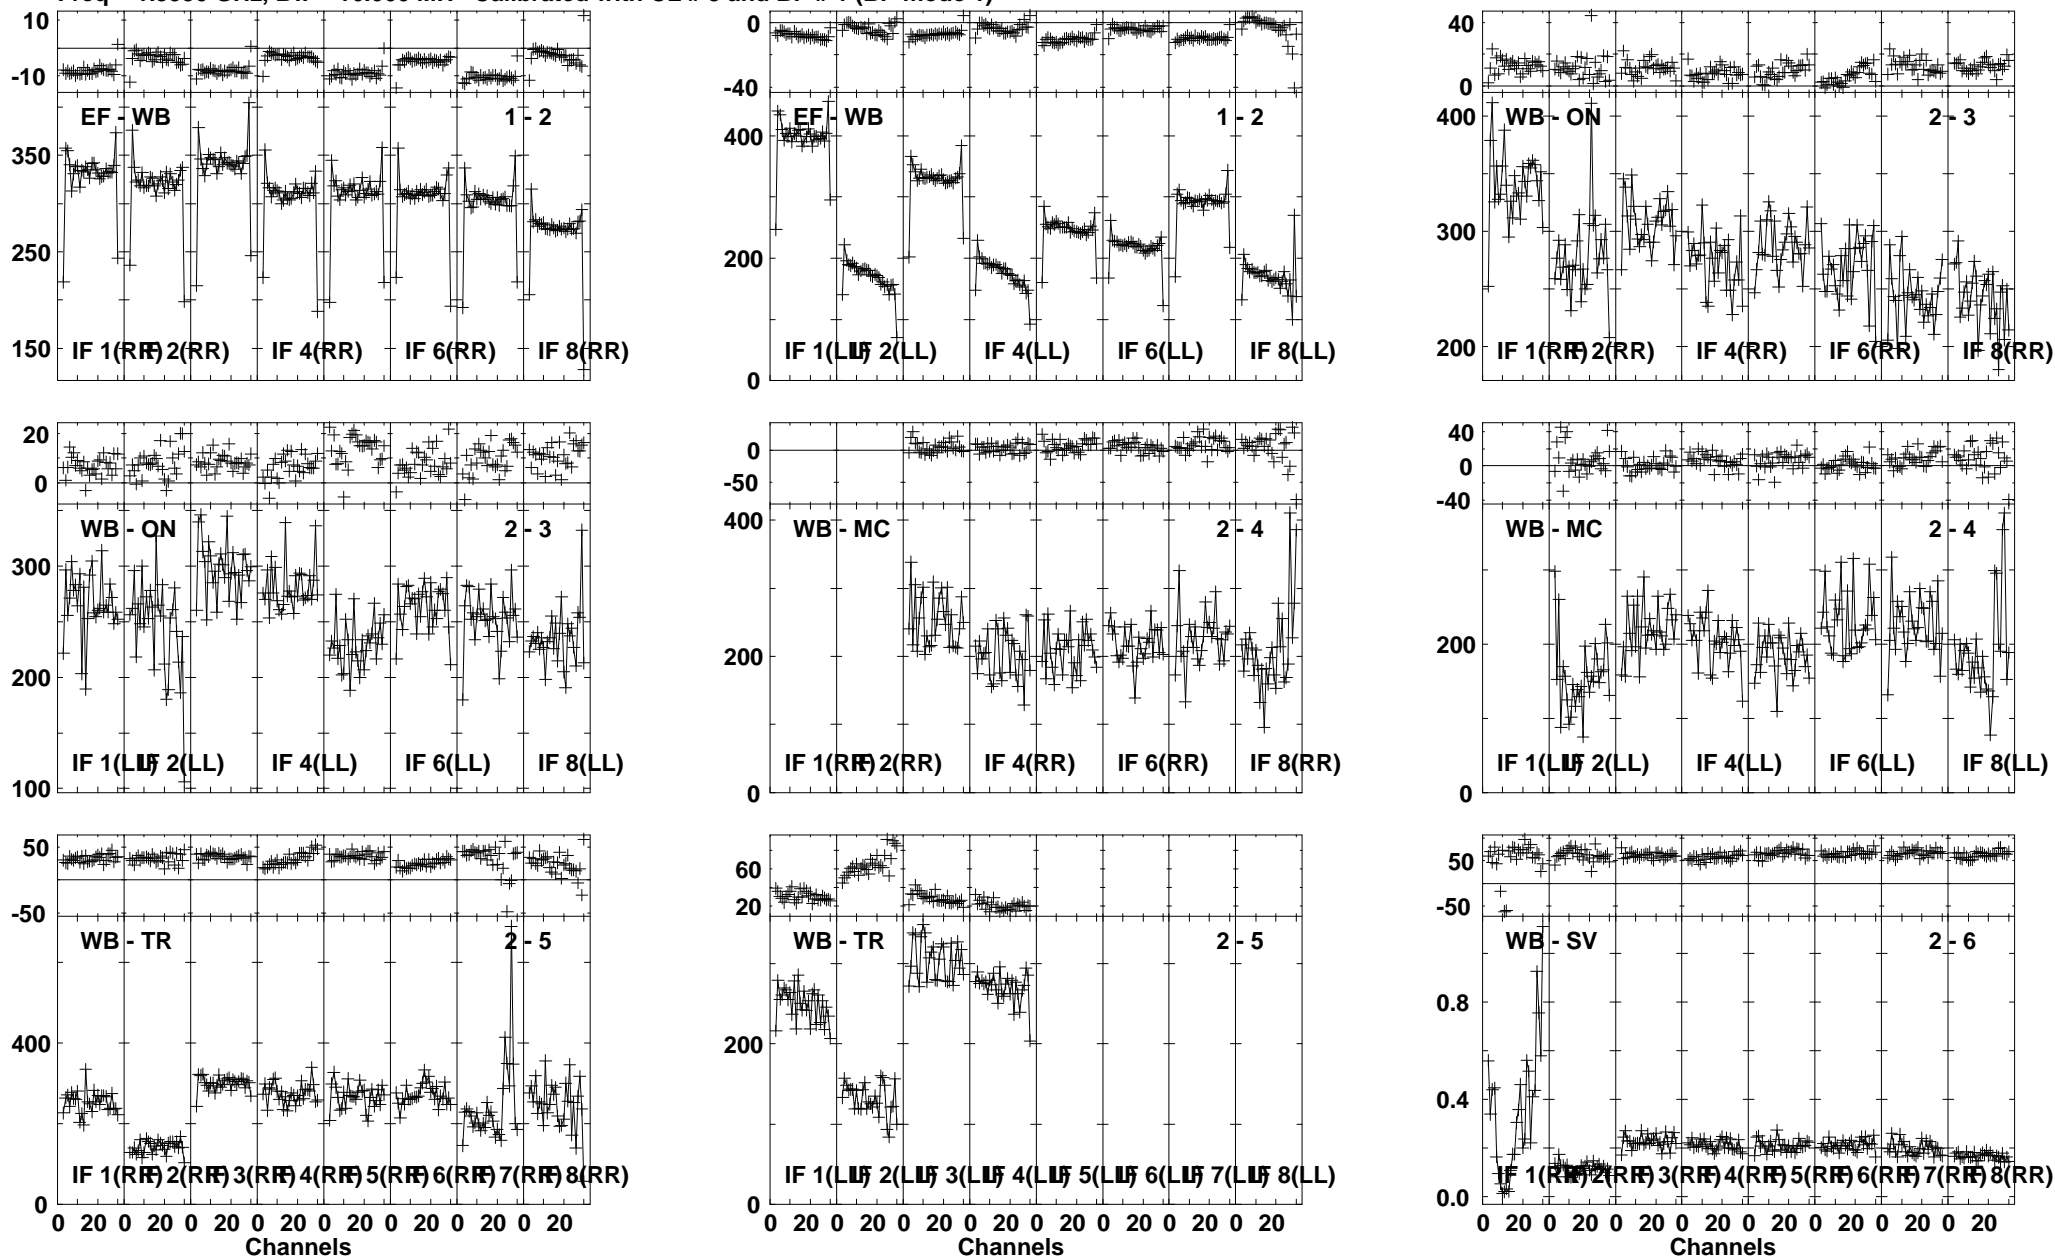 10
-10
EF - WB 1 - 2
350
250
150
IF 1(RR) IF 2(RR) IF 4(RR) IF 6(RR) IF 8(RR)
0
-40
EF - WB 1 - 2
400
200
0
IF 1(LL) IF 2(LL) IF 4(LL) IF 6(LL) IF 8(LL)
40
0
WB - ON 2 - 3
400
300
200
IF 1(RR) IF 2(RR) IF 4(RR) IF 6(RR) IF 8(RR)
20
0
WB - ON 2 - 3
300
200
100
IF 1(LL) IF 2(LL) IF 4(LL) IF 6(LL) IF 8(LL)
0
-50
WB - MC 2 - 4
400
200
0
IF 1(RR) IF 2(RR) IF 4(RR) IF 6(RR) IF 8(RR)
40
0
-40
WB - MC 2 - 4
200
0
IF 1(LL) IF 2(LL) IF 4(LL) IF 6(LL) IF 8(LL)
50
-50
WB - TR 2 - 5
400
0
IF 1(RR) IF 2(RR) IF 3(RR) IF 4(RR) IF 5(RR) IF 6(RR) IF 7(RR) IF 8(RR)
0 20 0 20 0 20 0 20 0 20 0 20 0 20 0 20
Channels
60
20
WB - TR 2 - 5
200
0
IF 1(LL) IF 2(LL) IF 3(LL) IF 4(LL) IF 5(LL) IF 6(LL) IF 7(LL) IF 8(LL)
0 20 0 20 0 20 0 20 0 20 0 20 0 20 0 20
Channels
50
-50
WB - SV 2 - 6
0.8
0.4
0.0
IF 1(RR) IF 2(RR) IF 3(RR) IF 4(RR) IF 5(RR) IF 6(RR) IF 7(RR) IF 8(RR)
0 20 0 20 0 20 0 20 0 20 0 20 0 20 0 20
Channels